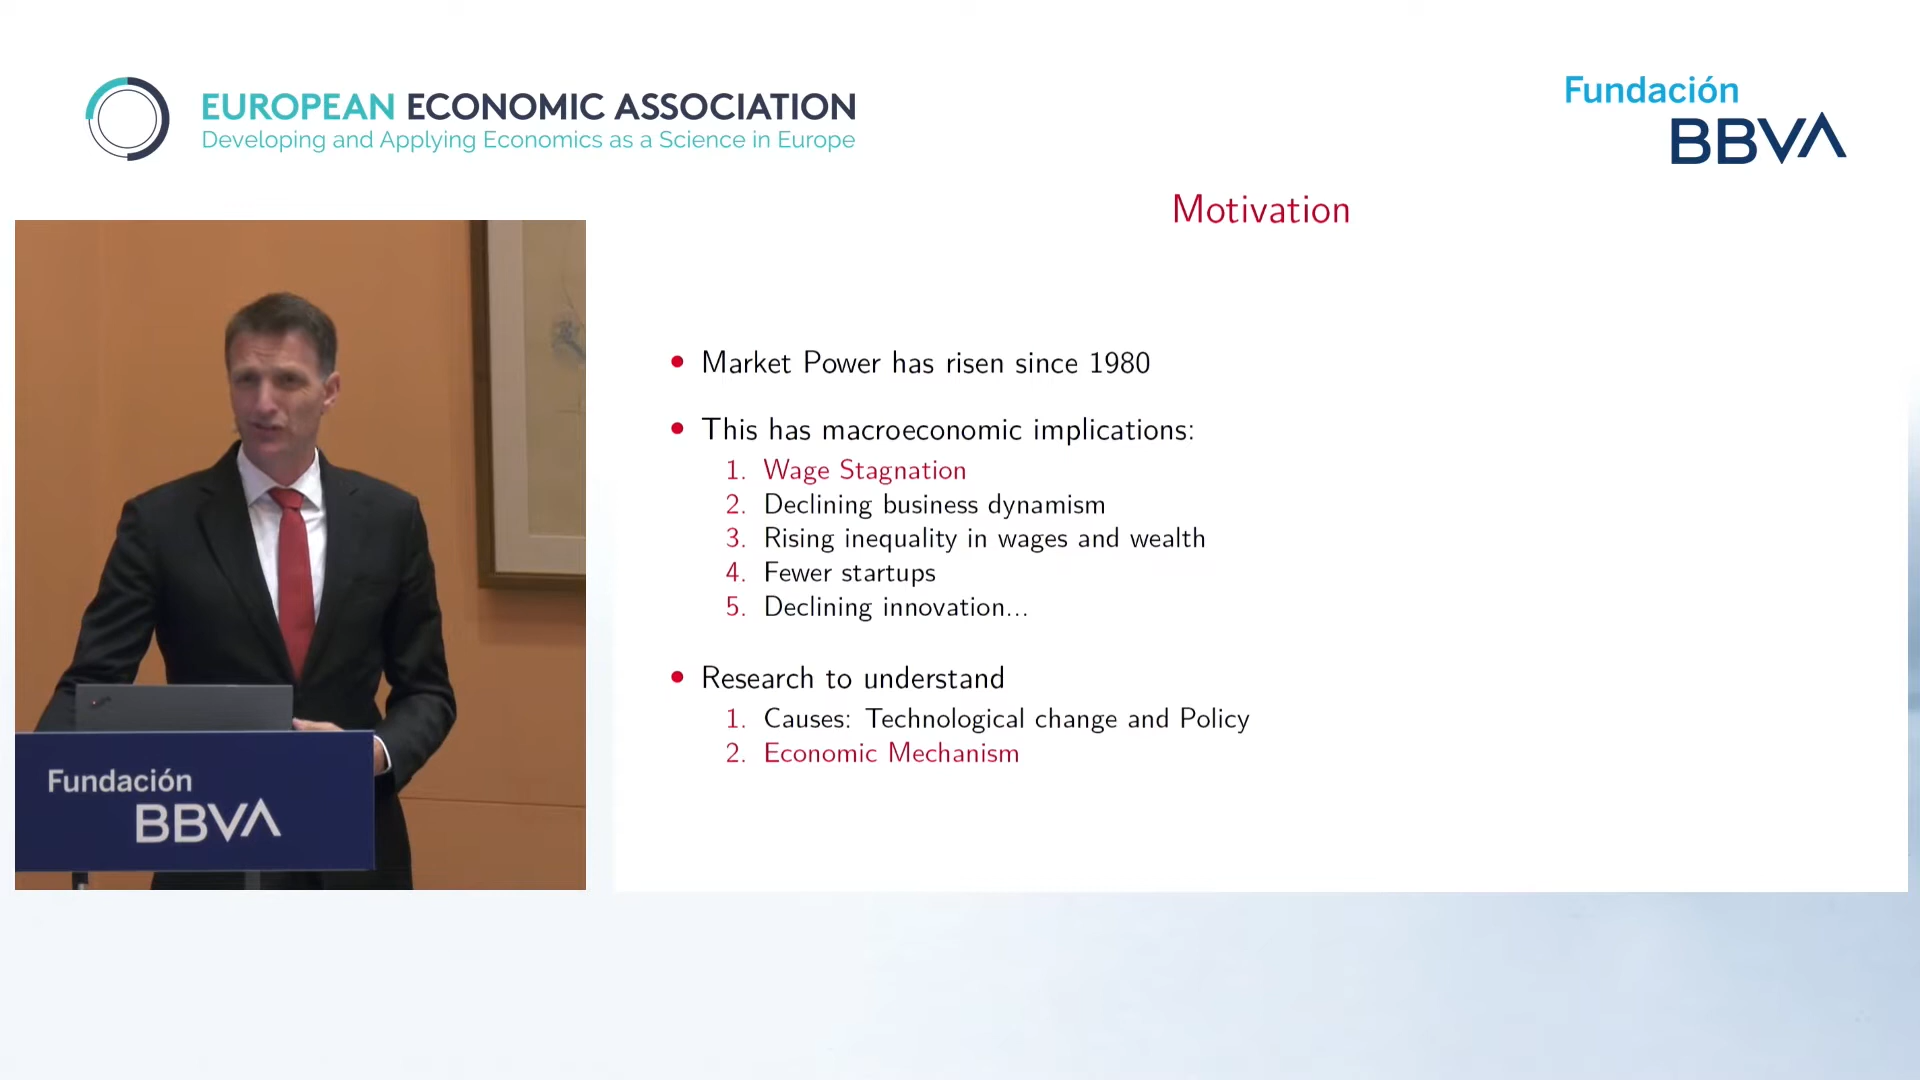 EUROPEAN ECONOMIC ASSOCIATION
Developing and Applying Economics as a Science in Europe
Fundación
BBVA
Motivation
• Market Power has risen since 1980
• This has macroeconomic implications:
1. Wage Stagnation
2. Declining business dynamism
3. Rising inequality in wages and wealth
4. Fewer startups
5. Declining innovation...
• Research to understand
1. Causes: Technological change and Policy
2. Economic Mechanism
Fundación
BBVA